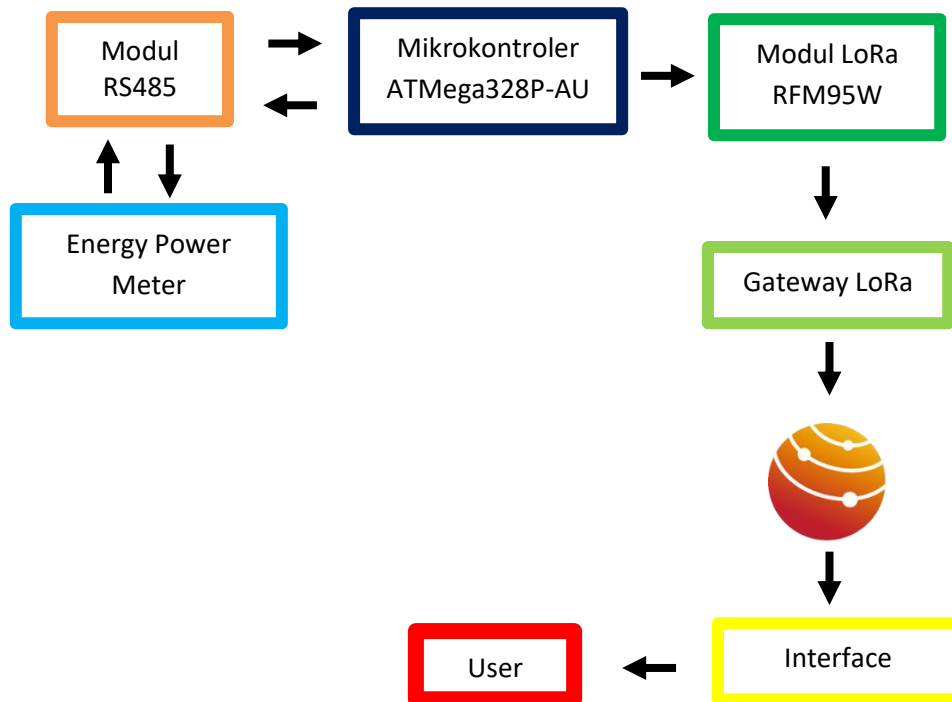 Modul
RS485
Mikrokontroler
ATMega328P-AU
Modul LoRa
RFM95W
Energy Power
Meter
Gateway LoRa
User
Interface